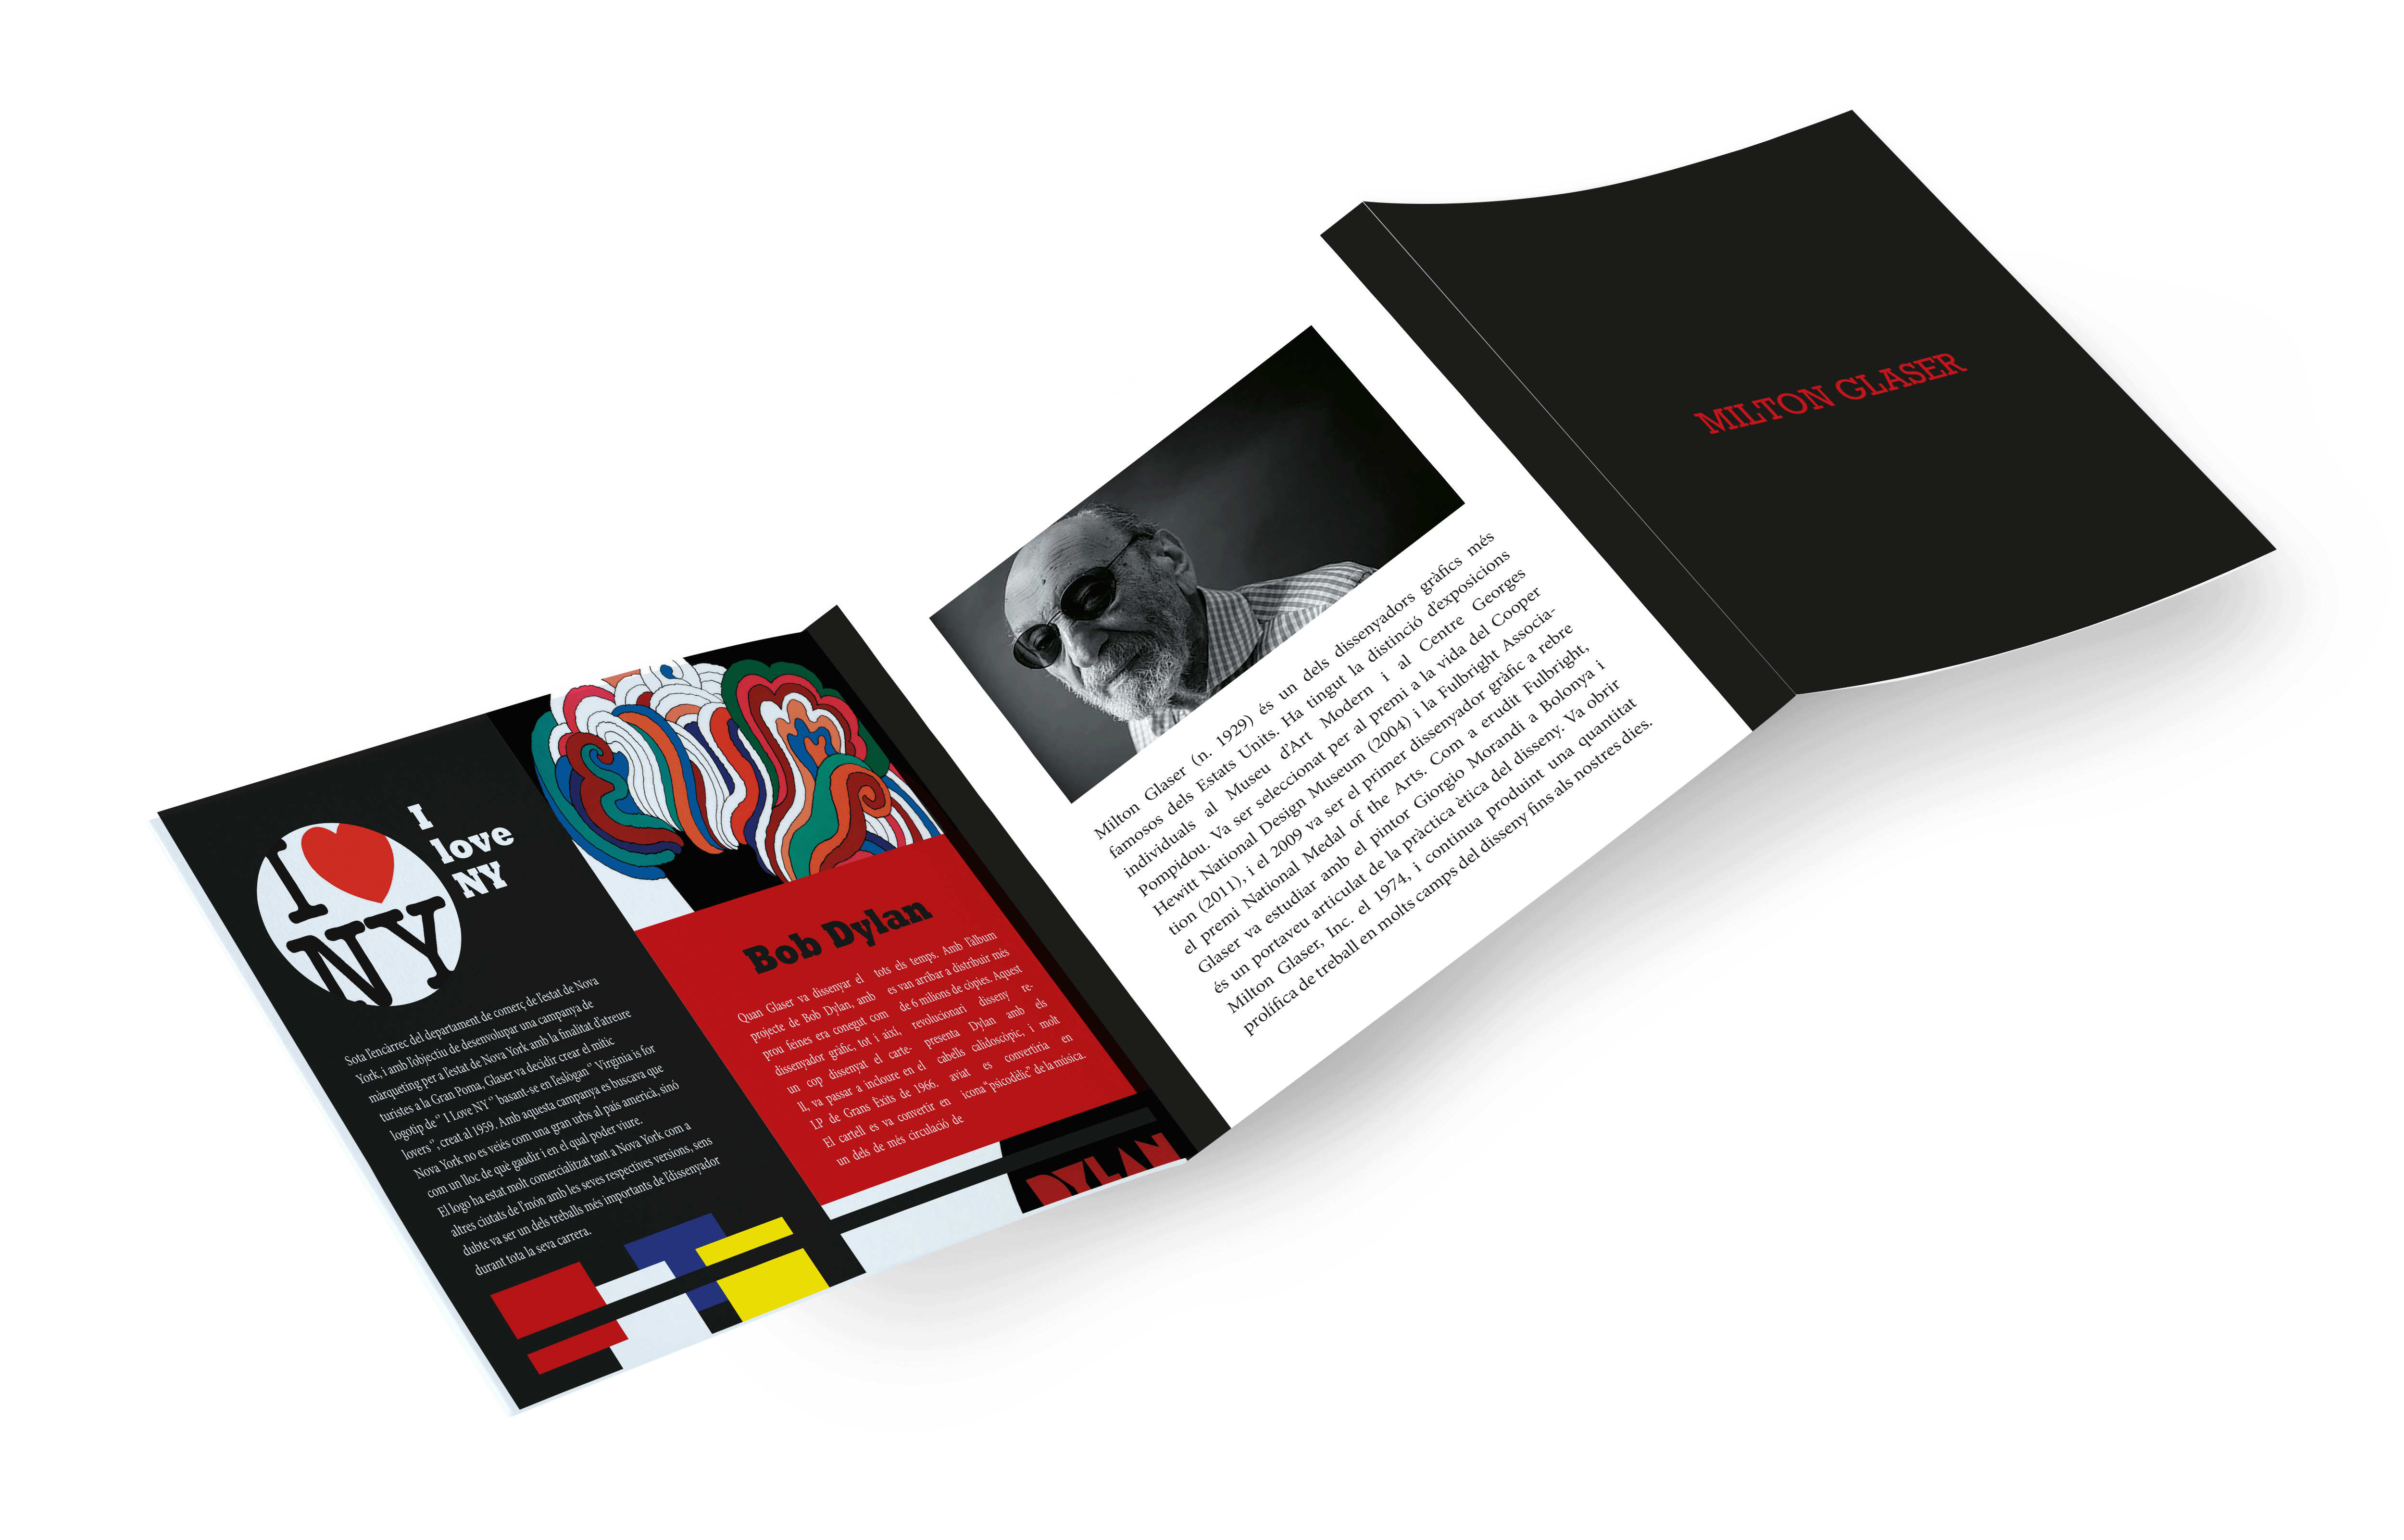 I
NY
I
love
NY
Sota l'encàrrec del departament de comerç de l'estat de Nova
York, i amb l'objectiu de desenvolupar una campanya de
màrqueting per a l'estat de Nova York amb la finalitat d'atreure
turistes a la Gran Poma, Glaser va decidir crear el mític
logotip de “ I Love NY ” basant-se en l'eslògan“ Virginia is for
lovers”, creat al 1959. Amb aquesta campanya es buscava que
Nova York no es veiés com una gran urbs al país americà, sinó
com un lloc de què gaudir i en el qual poder viure.
El logo ha estat molt comercialitzat tant a Nova York com a
altres ciutats de l'món amb les seves respectives versions, sens
dubte va ser un dels treballs més importants de l'dissenyador
durant tota la seva carrera.
Bob Dylan
Quan Glaser va dissenyar el
projecte de Bob Dylan, amb
prou feines era conegut com
dissenyador gràfic, tot i així,
un cop dissenyat el carte-
ll, va passar a incloure en el
LP de Grans Exits de 1966.
El cartell es va convertir en
un dels de més circulació de
tots els temps. Amb l'àlbum
es van arribar a distribuir més
de 6 milions de còpies. Aquest
revolucionari disseny re-
presenta Dylan amb els
cabells calidoscòpic, i molt
aviat es convertiria en
icona“psicodèlic” de la música.
DYLAN
Milton Glaser (n. 1929) és un dels dissenyadors gràfics més
famosos dels Estats Units. Ha tingut la distinció d'exposicions
individuals al Museu d'Art Modern i al Centre Georges
Pompidou. Va ser seleccionat per al premi a la vida del Cooper
Hewitt National Design Museum (2004) i la Fulbright Associa-
tion (2011), i el 2009 va ser el primer dissenyador gràfic a rebre
el premi National Medal of the Arts. Com a erudit Fulbright,
Glaser va estudiar amb el pintor Giorgio Morandi a Bolonya i
és un portaveu articulat de la pràctica ètica del disseny. Va obrir
Milton Glaser, Inc. el 1974, i continua produint una quantitat
prolífica de treball en molts camps del disseny fins als nostres dies.
MILTON GLASER